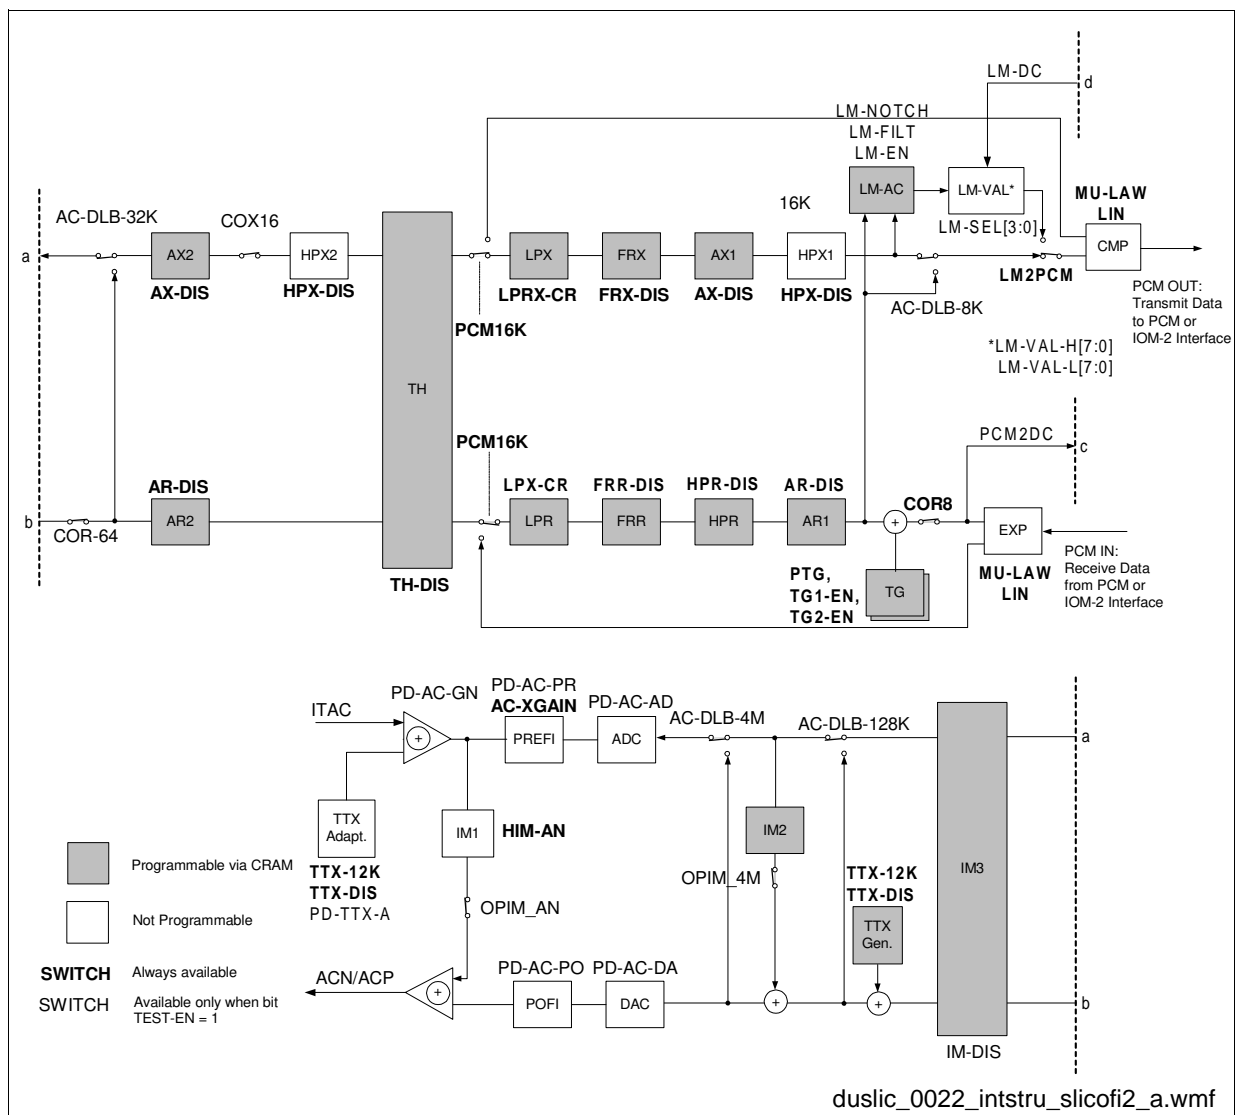 LM-DC
d
LM-NOTCH
LM-FILT
LM-EN
LM-AC
LM-VAL*
MU-LAW
LIN
AC-DLB-32K
COX16
16K
LM-SEL[3:0]
a
AX2
HPX2
LPX
FRX
AX1
HPX1
CMP
AX-DIS
HPX-DIS
LPRX-CR
FRX-DIS
AX-DIS
HPX-DIS
LM2PCM
PCM OUT:
Transmit Data
to PCM or
IOM-2 Interface
AC-DLB-8K
PCM16K
*LM-VAL-H[7:0]
LM-VAL-L[7:0]
TH
PCM16K
PCM2DC
c
AR-DIS
LPX-CR
FRR-DIS
HPR-DIS
AR-DIS
COR8
b
AR2
LPR
FRR
HPR
AR1
+
EXP
COR-64
PCM IN:
Receive Data
from PCM or
IOM-2 Interface
TH-DIS
PTG,
TG1-EN,
TG2-EN
TG
MU-LAW
LIN
PD-AC-GN
PD-AC-PR
AC-XGAIN
PD-AC-AD
ITAC
AC-DLB-4M
AC-DLB-128K
+
PREFI
ADC
a
TTX
Adapt.
IM1
HIM-AN
IM2
TTX-12K
TTX-DIS
PD-TTX-A
OPIM_4M
TTX-12K
TTX-DIS
IM3
Programmable via CRAM
OPIM_AN
TTX
Gen.
Not Programmable
SWITCH
Always available
ACN/ACP
PD-AC-PO
PD-AC-DA
+
POFI
DAC
+
+
b
SWITCH
Available only when bit
TEST-EN = 1
IM-DIS
duslic_0022_intstru_slicofi2_a.wmf